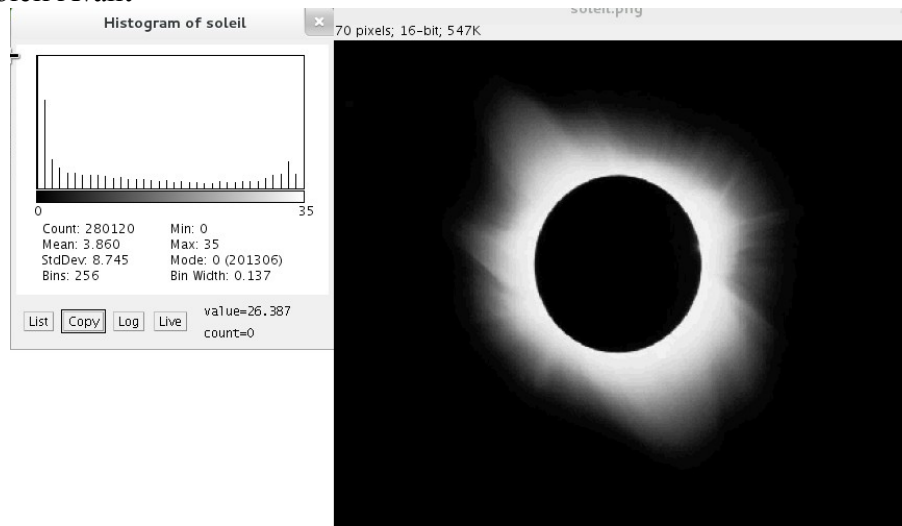 Histogram of soleil
soleil.png
70 pixels; 16-bit; 547K
0 35
Count: 280120 Min: 0
Mean: 3.860 Max: 35
StdDev: 8.745 Mode: 0 (201306)
Bins: 256 Bin Width: 0.137
List Copy Log Live value=26.387
count=0